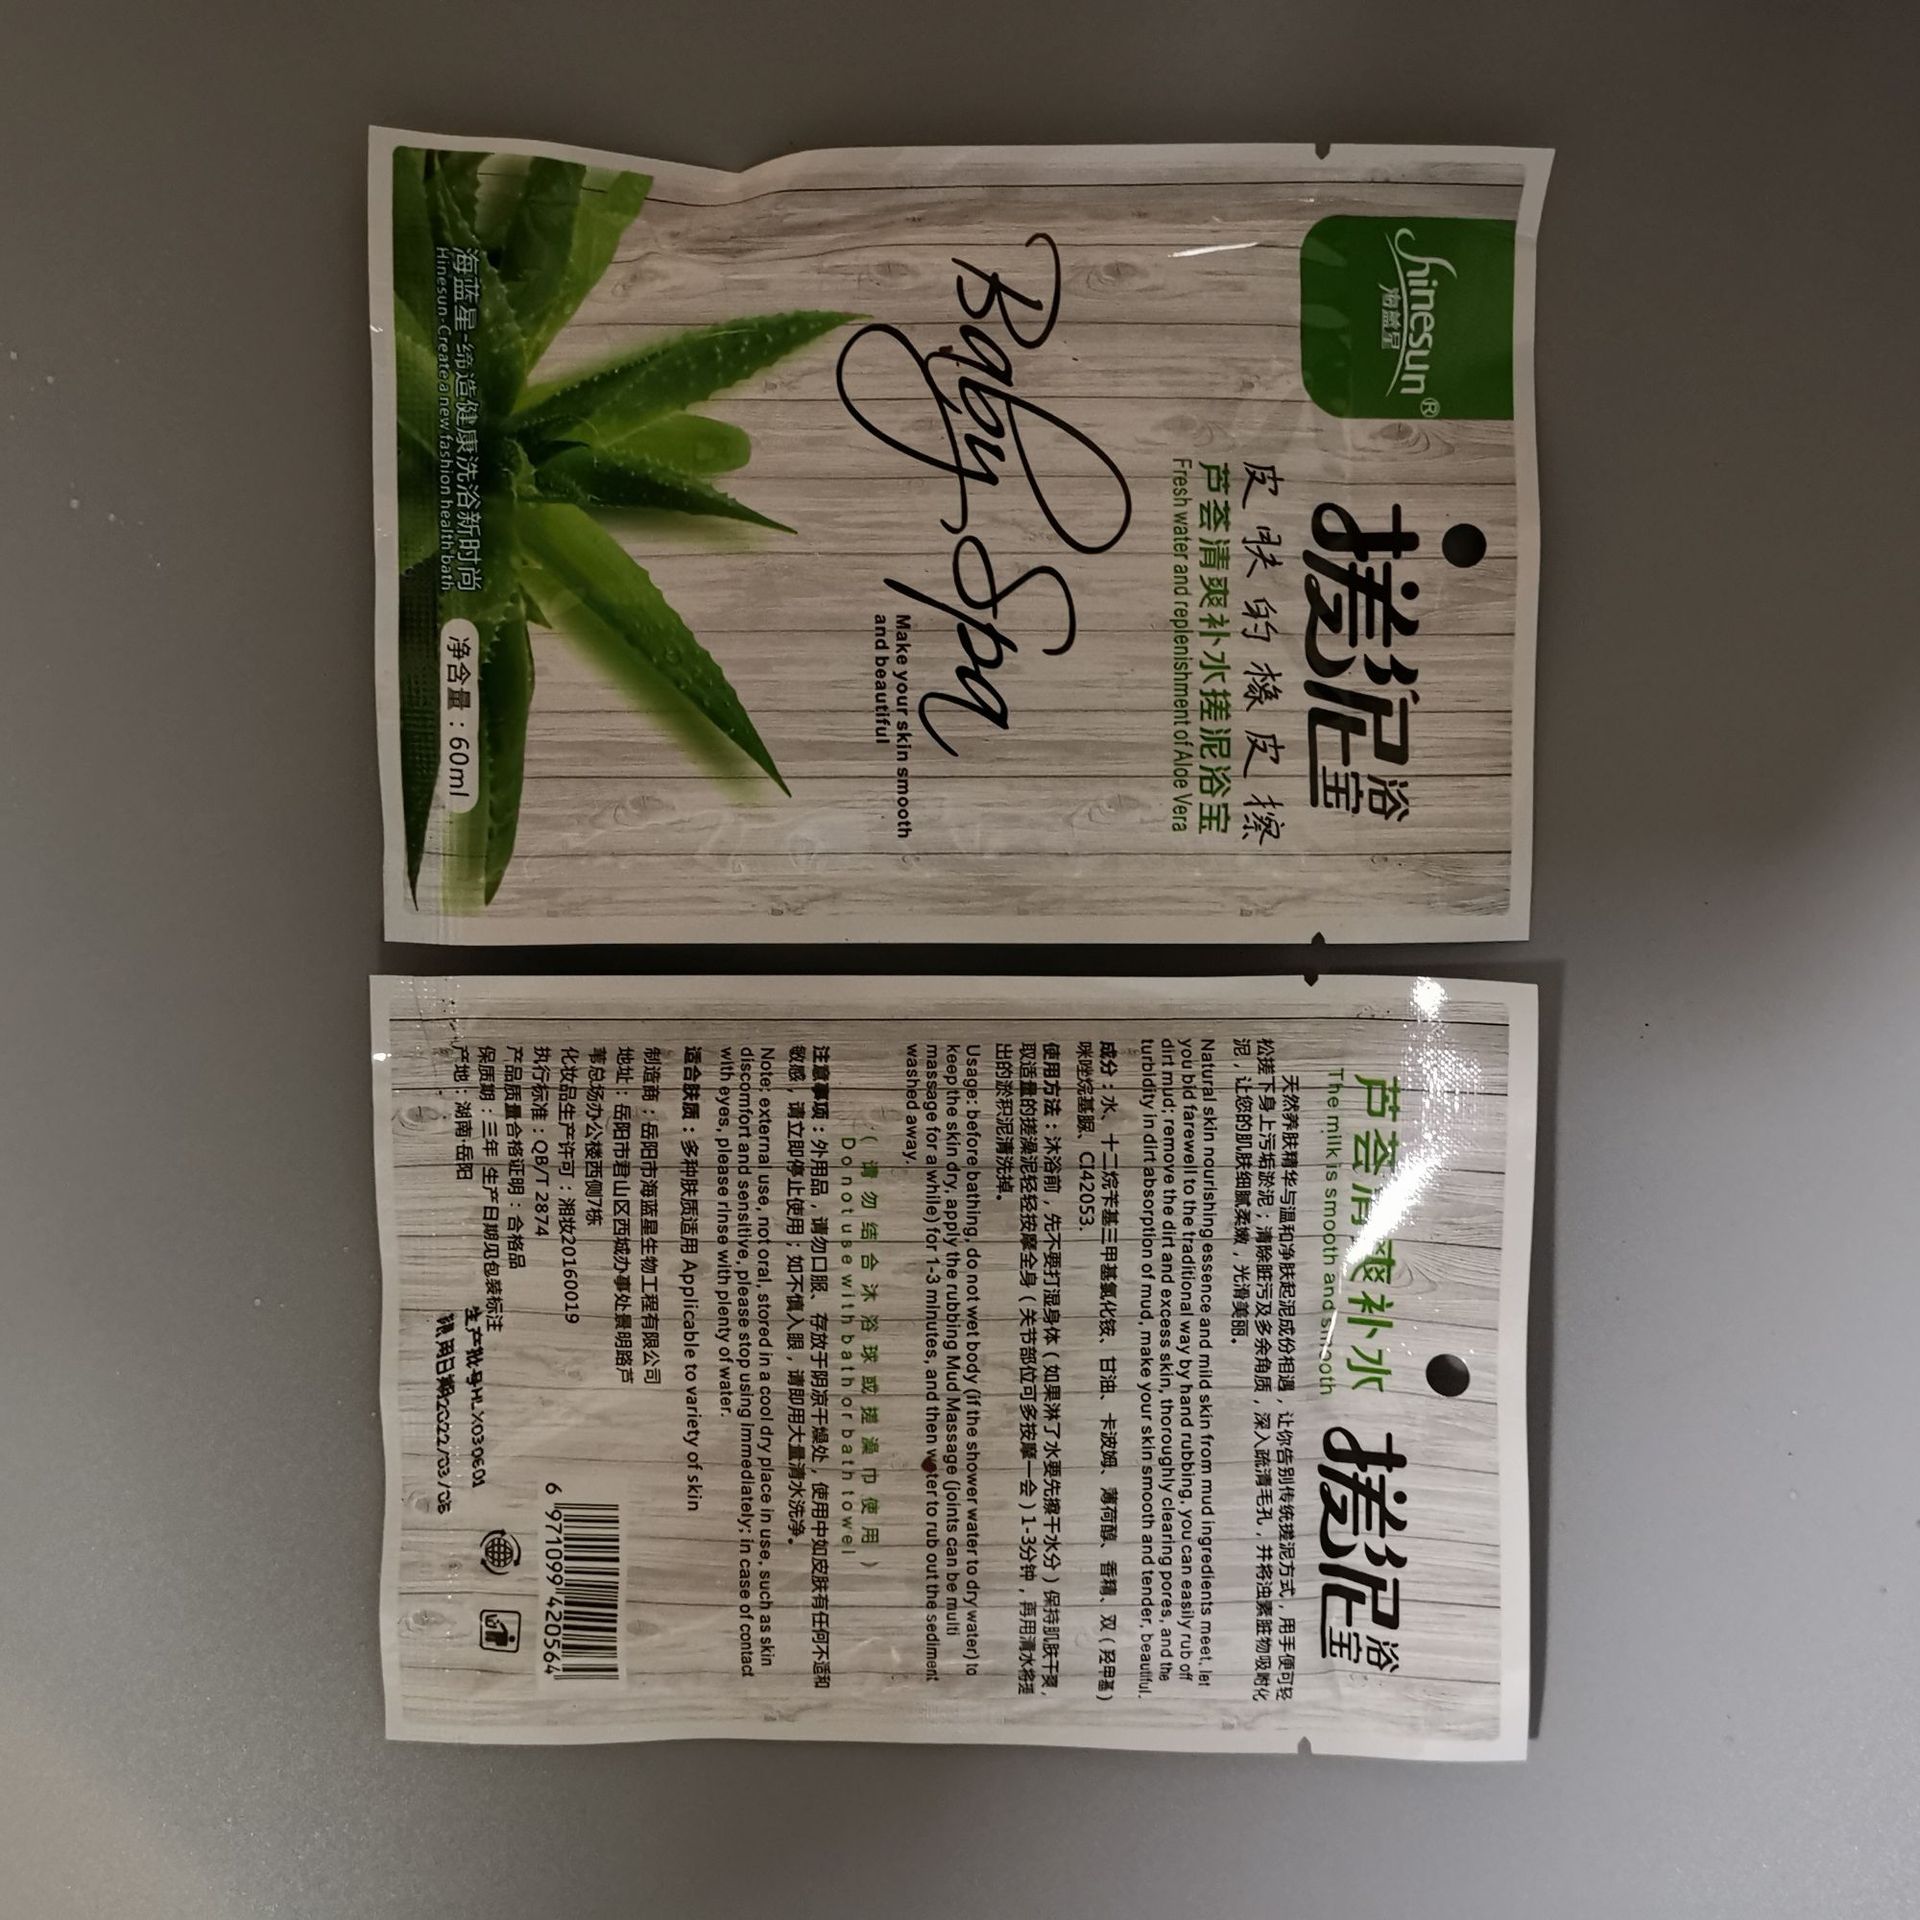 hinesun®
海蓝星
搓泥
浴
宝
皮肤的橡皮擦
芦荟清爽补水搓泥浴宝
Fresh water and replenishment of Aloe Vera
Baby Spa
Make your skin smooth
and beautiful
海蓝星-缔造健康洗浴新时尚
Hinesun-Create a new fashion health bath
净含量：60ml
芦荟清爽补水
The milk is smooth and smooth
搓泥
浴
宝
天然养肤精华与温和净肤起泥成份相遇，让你告别传统搓泥方式，用手便可轻
松搓下身上污垢淤泥；清除脏污及多余角质，深入疏清毛孔，并将浊素脏物吸附化
泥，让您的肌肤细腻柔嫩，光滑美丽。
Natural skin nourishing essence and mild skin from mud ingredients meet, let
you bid farewell to the traditional way by hand rubbing, you can easily rub off
dirt mud; remove the dirt and excess skin, thoroughly clearing pores, and the
turbidity in dirt absorption of mud, make your skin smooth and tender, beautiful.
成分：水、十二烷苄基三甲基氯化铵、甘油、卡波姆、薄荷醇、香精、双（羟甲基）
咪唑烷基脲、CI42053.
使用方法：沐浴前，先不要打湿身体（如果淋了水要先擦干水分）保持肌肤干爽，
取适量的搓澡泥轻轻按摩全身（关节部位可多按摩一会）1-3分钟，再用清水将搓
出的淤积泥清洗掉。
Usage: before bathing, do not wet body (if the shower water to dry water) to
keep the skin dry, apply the rubbing Mud Massage (joints can be multi
massage for a while) for 1-3 minutes, and then water to rub out the sediment
washed away.
（请勿结合沐浴球或搓澡巾使用）
Do not use with bath or bath towel
注意事项：外用品，请勿口服、存放于阴凉干燥处，使用中如皮肤有任何不适和
敏感，请立即停止使用；如不慎入眼，请即用大量清水洗净。
Note: external use, not oral, stored in a cool dry place in use, such as skin
discomfort and sensitive, please stop using immediately; in case of contact
with eyes, please rinse with plenty of water.
适合肤质：多种肤质适用 Applicable to variety of skin
制造商：岳阳市海蓝星生物工程有限公司
地址：岳阳市君山区西城办事处景明路芦
苇总场办公楼西侧7栋
化妆品生产许可：湘妆20160019
执行标准：QB/T 2874
产品质量合格证明：合格品
保质期：三年 生产日期见包装标注
产地：湖南·岳阳
生产批号HLX030601
限用日期2022/03/05
6 971099 420564